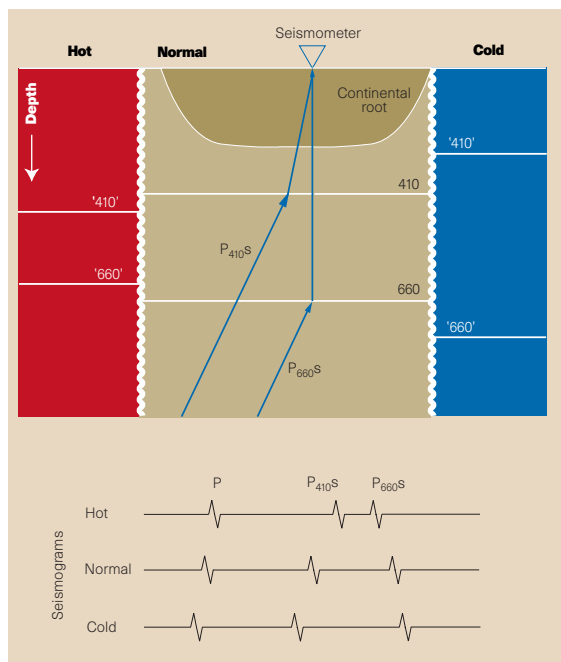 Seismometer
Hot Normal Cold
Continental
root
Depth
'410'
410
'410'
'660'
660
'660'
P410s
P660s
P P410s P660s
Hot
Normal
Cold
Seismograms